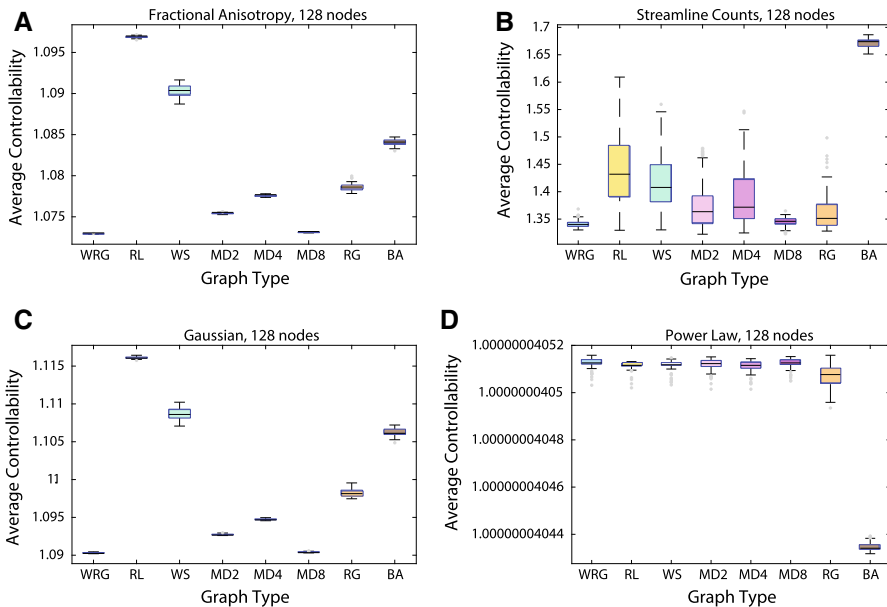 A
Fractional Anisotropy, 128 nodes
Average Controllability
1.095
1.09
1.085
1.08
1.075
WRG RL WS MD2 MD4 MD8 RG BA
Graph Type
B
Streamline Counts, 128 nodes
Average Controllability
1.7
1.65
1.6
1.55
1.5
1.45
1.4
1.35
WRG RL WS MD2 MD4 MD8 RG BA
Graph Type
C
Gaussian, 128 nodes
Average Controllability
1.115
1.11
1.105
11
1.095
1.09
WRG RL WS MD2 MD4 MD8 RG BA
Graph Type
D
Power Law, 128 nodes
Average Controllability
1.00000004052
1.0000000405
1.00000004048
1.00000004046
1.00000004044
WRG RL WS MD2 MD4 MD8 RG BA
Graph Type